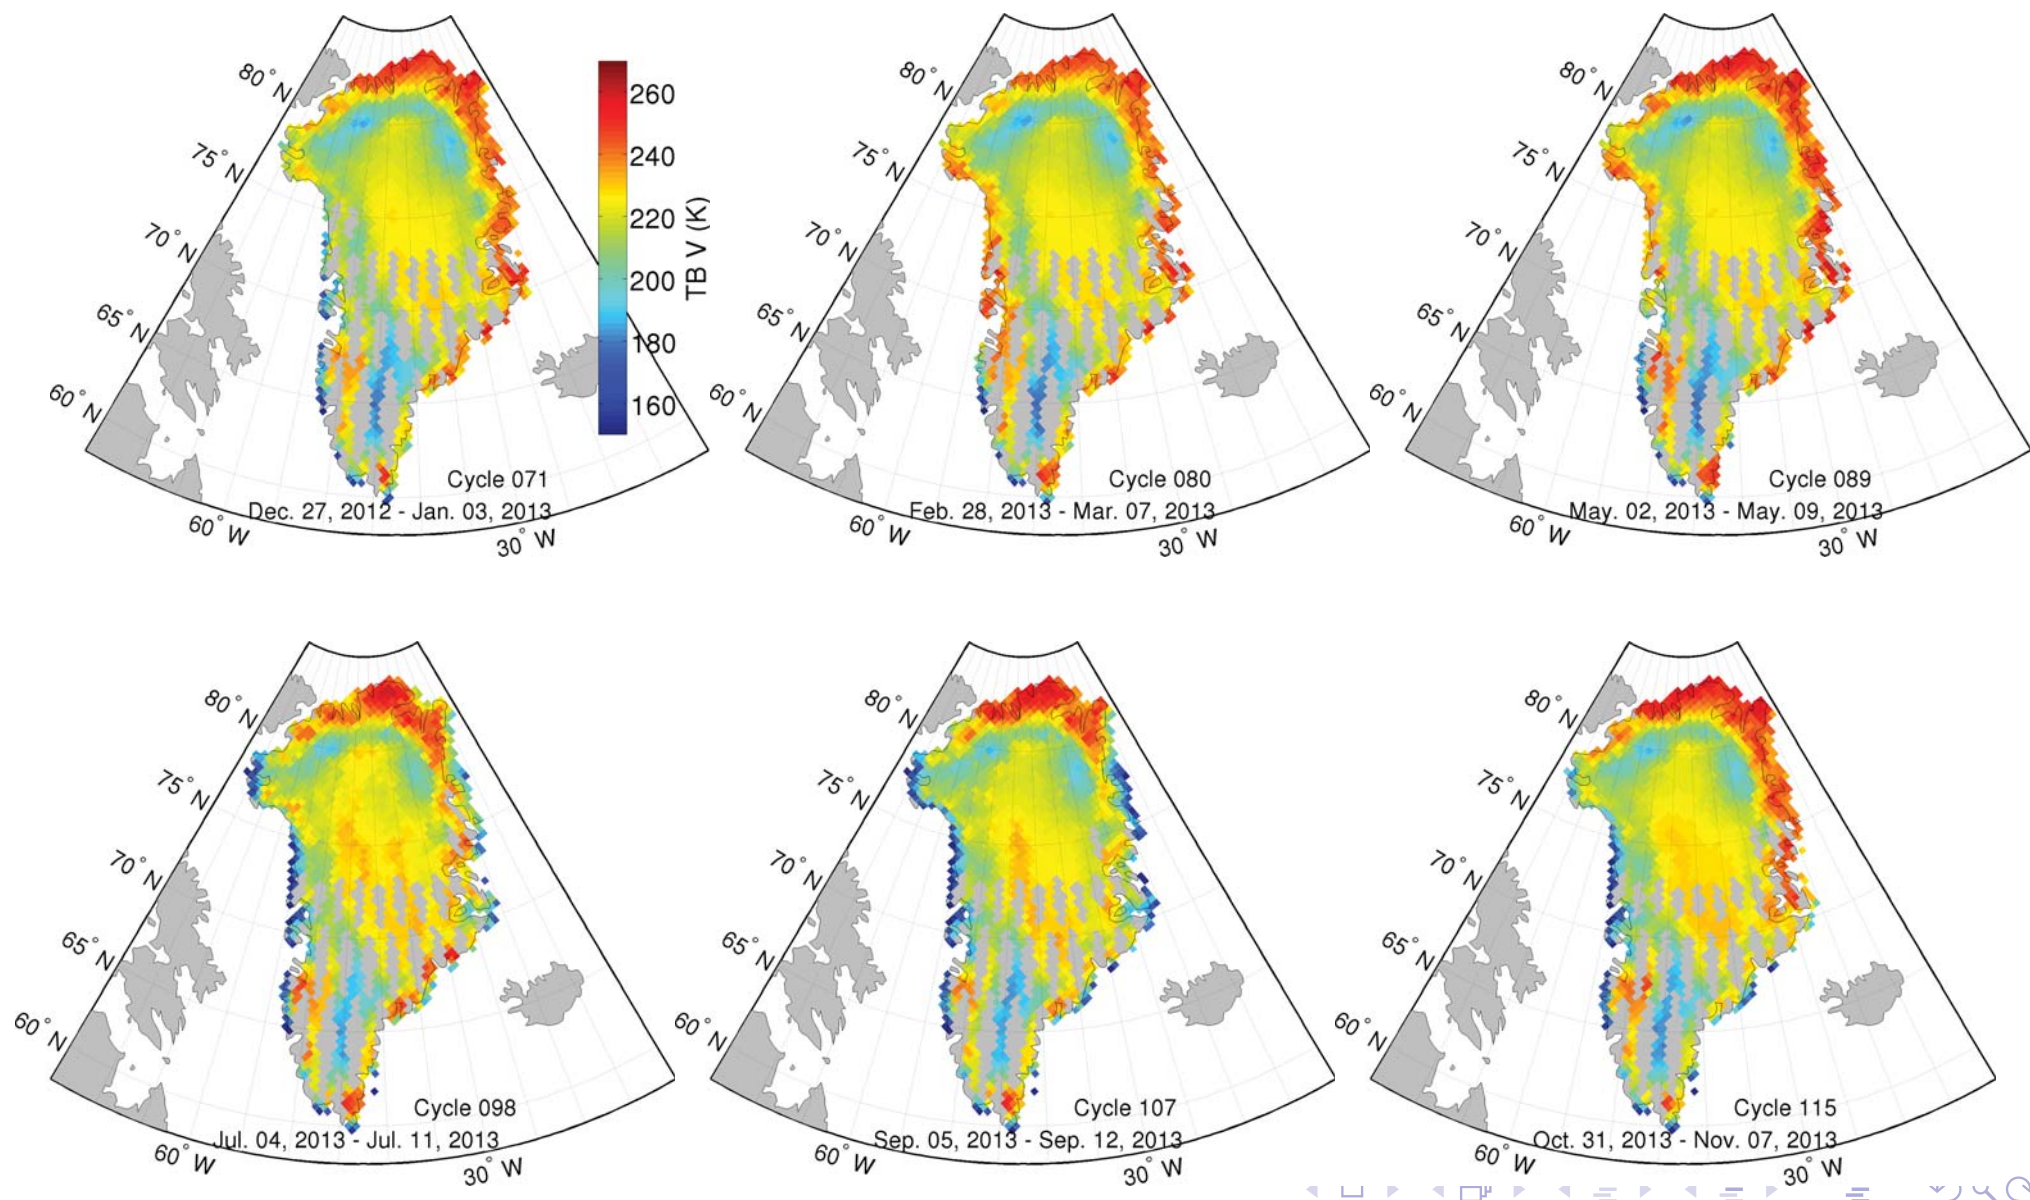 80° N
75° N
70° N
65° N
60° N
60° W
30° W
260
240
220
200
180
160
TB V (K)
Cycle 071
Dec. 27, 2012 - Jan. 03, 2013
80° N
75° N
70° N
65° N
60° N
60° W
30° W
Cycle 080
Feb. 28, 2013 - Mar. 07, 2013
80° N
75° N
70° N
65° N
60° N
60° W
30° W
Cycle 089
May. 02, 2013 - May. 09, 2013
80° N
75° N
70° N
65° N
60° N
60° W
30° W
Cycle 098
Jul. 04, 2013 - Jul. 11, 2013
80° N
75° N
70° N
65° N
60° N
60° W
30° W
Cycle 107
Sep. 05, 2013 - Sep. 12, 2013
80° N
75° N
70° N
65° N
60° N
60° W
30° W
Cycle 115
Oct. 31, 2013 - Nov. 07, 2013